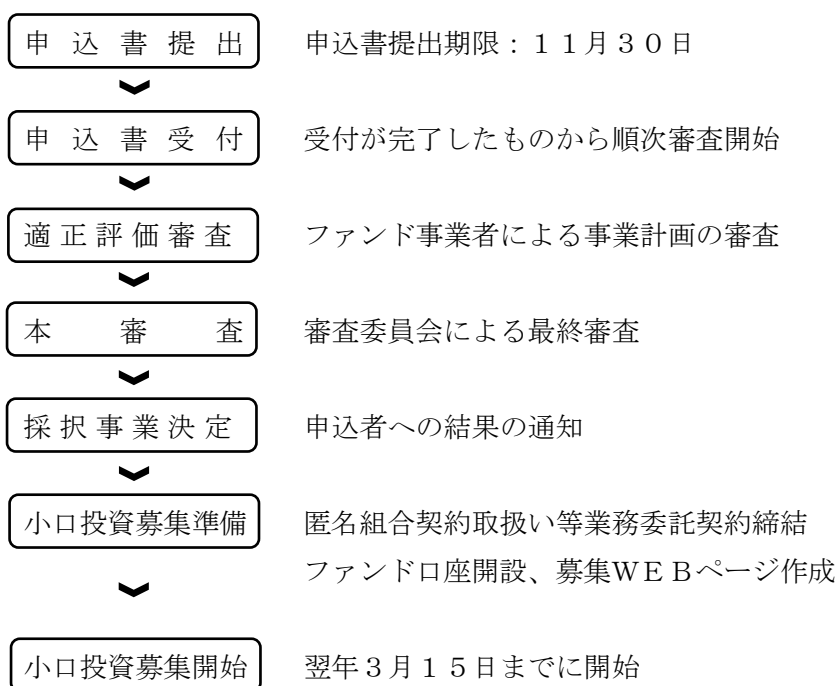 申込書提出 申込書提出期限：１１月３０日
申込書受付 受付が完了したものから順次審査開始
適正評価審査 ファンド事業者による事業計画の審査
本審査 審査委員会による最終審査
採択事業決定 申込者への結果の通知
小口投資募集準備 匿名組合契約取扱い等業務委託契約締結
ファンド口座開設、募集ＷＥＢページ作成
小口投資募集開始 翌年３月１５日までに開始